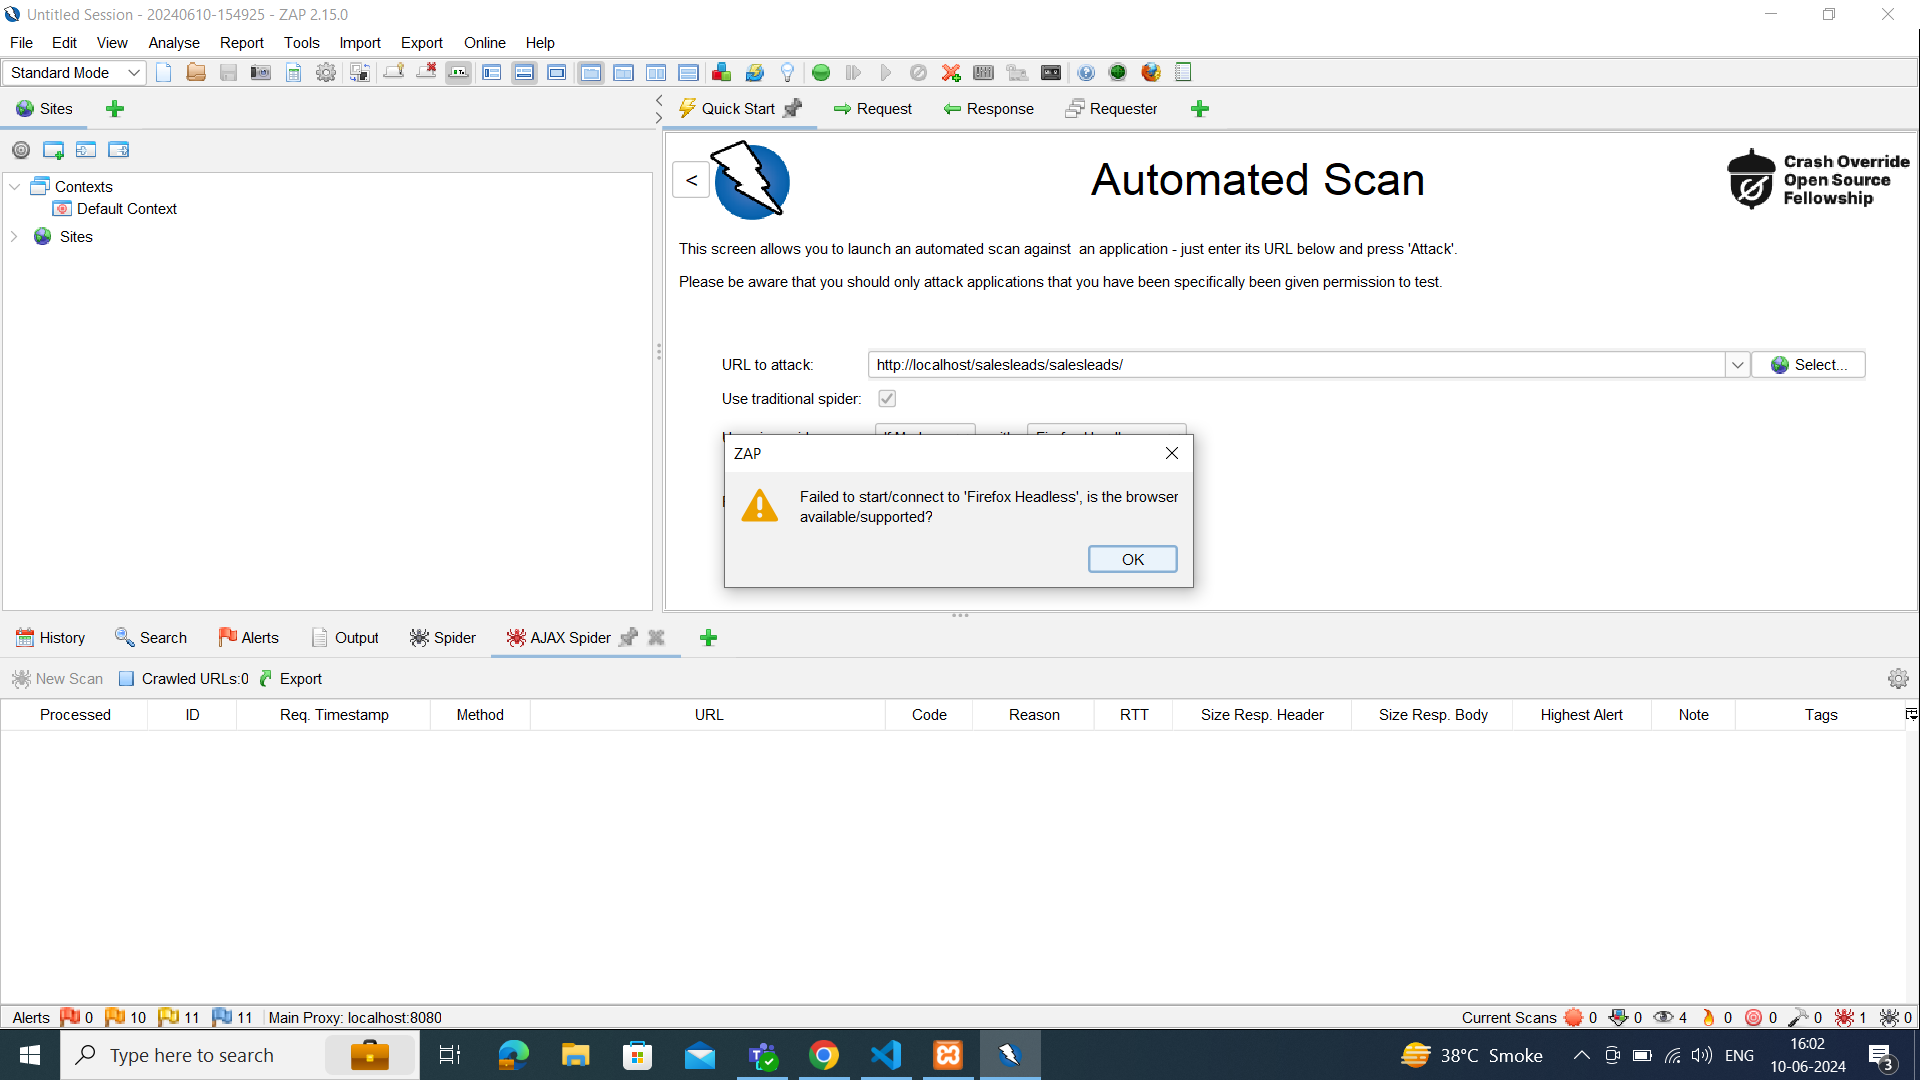 Untitled Session - 20240610-154925 - ZAP 2.15.0
File Edit View Analyse Report Tools Import Export Online Help
Standard Mode
Sites
Quick Start Request Response Requester
Contexts
Default Context
Sites
<
Automated Scan
Crash Override
Open Source
Fellowship
This screen allows you to launch an automated scan against  an application - just enter its URL below and press 'Attack'.
Please be aware that you should only attack applications that you have been specifically been given permission to test.
URL to attack: http://localhost/salesleads/salesleads/ Select...
Use traditional spider:
ZAP
Failed to start/connect to 'Firefox Headless', is the browser
available/supported?
OK
History Search Alerts Output Spider AJAX Spider
New Scan Crawled URLs:0 Export
Processed ID Req. Timestamp Method URL Code Reason RTT Size Resp. Header Size Resp. Body Highest Alert Note Tags
Alerts 0 10 11 11 Main Proxy: localhost:8080 Current Scans 0 0 4 0 0 0 1 0
Type here to search 38°C Smoke ENG 16:02
10-06-2024 3